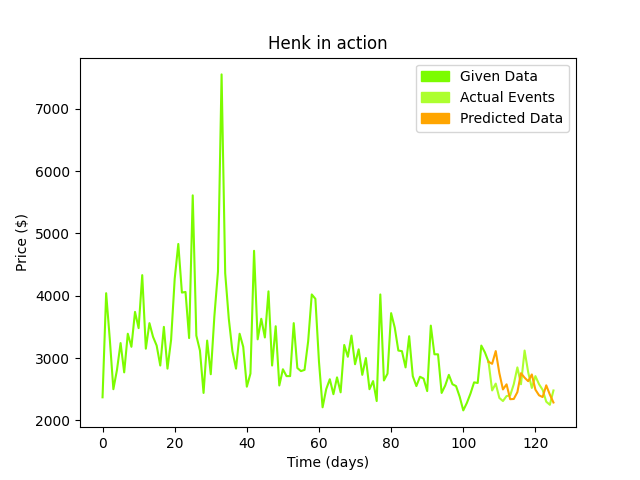 Henk in action
Given Data
Actual Events
Predicted Data
Price ($)
7000
6000
5000
4000
3000
2000
0
20
40
60
80
100
120
Time (days)